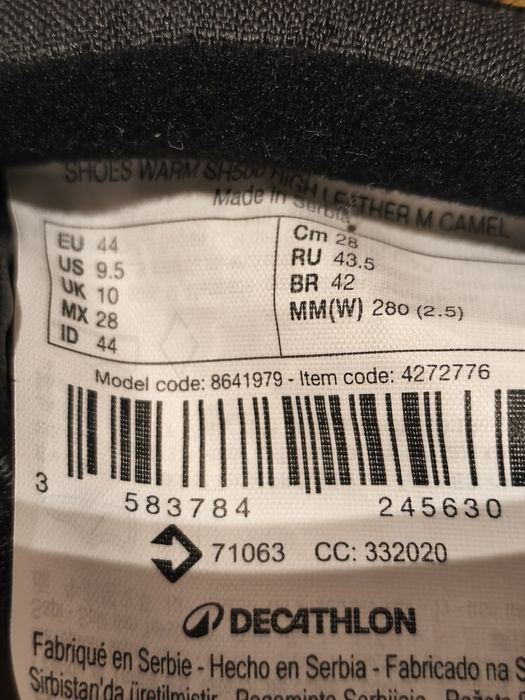 SHOES WARM SH500 HIGH LEATHER M CAMEL
Made in Serbia
EU 44
US 9.5
UK 10
MX 28
ID 44
Cm 28
RU 43.5
BR 42
MM(W) 280 (2.5)
Model code: 8641979 - Item code: 4272776
3 583784 245630
71063 CC: 332020
DECATHLON
Fabriqué en Serbie - Hecho en Serbia - Fabricado na S
Sirbistan'da üretilmiştir